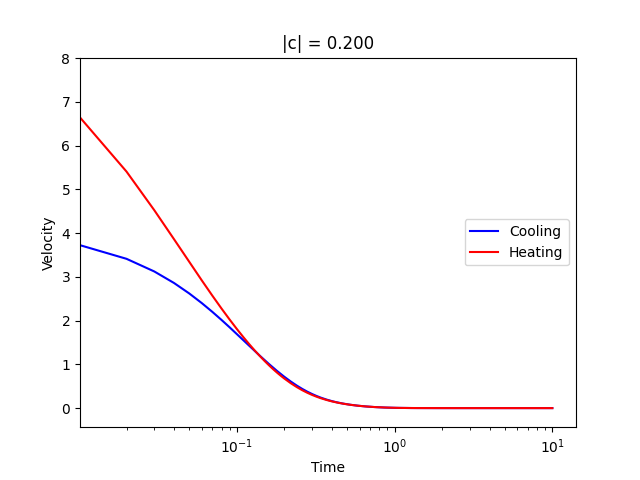 |c| = 0.200
8
7
6
5
4
3
2
1
0
Velocity
Cooling
Heating
10⁻¹
10⁰
10¹
Time